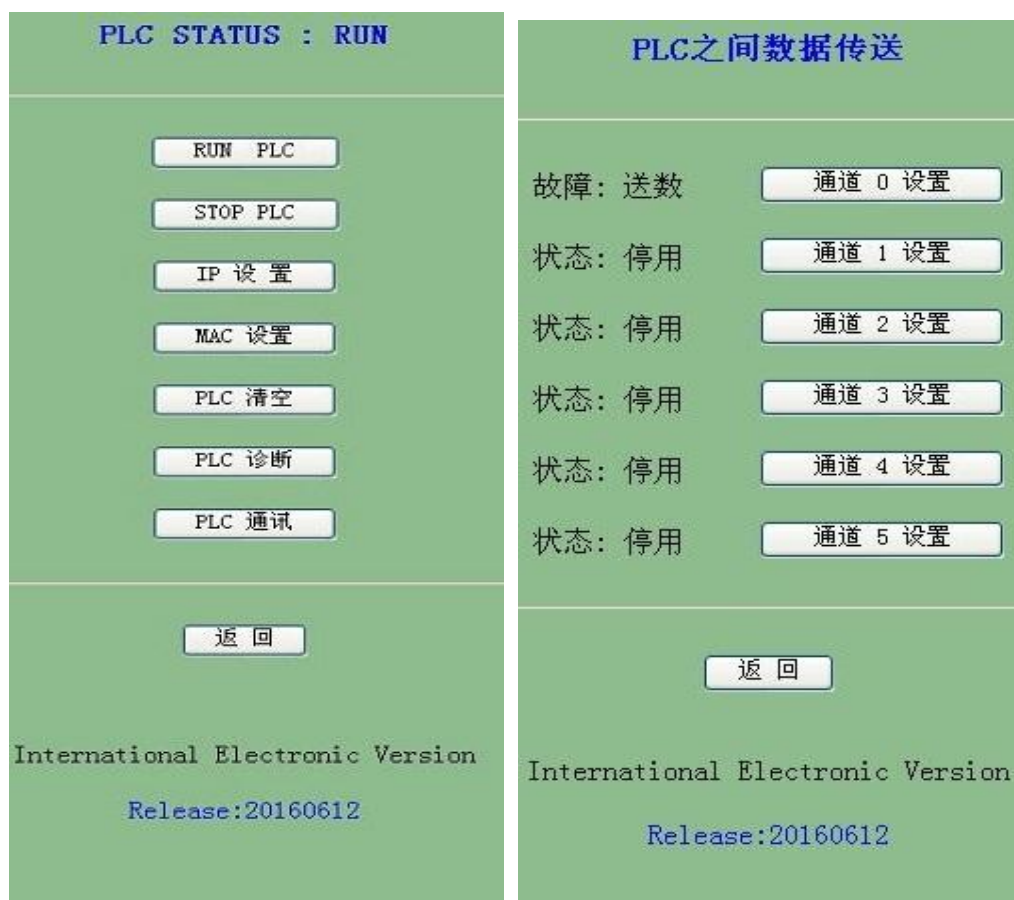 PLC STATUS : RUN
RUN PLC
STOP PLC
IP 设 置
MAC 设置
PLC 清空
PLC 诊断
PLC 通讯
返 回
International Electronic Version
Release:20160612
PLC之间数据传送
故障: 送数 通道 0 设置
状态: 停用 通道 1 设置
状态: 停用 通道 2 设置
状态: 停用 通道 3 设置
状态: 停用 通道 4 设置
状态: 停用 通道 5 设置
返 回
International Electronic Version
Release:20160612